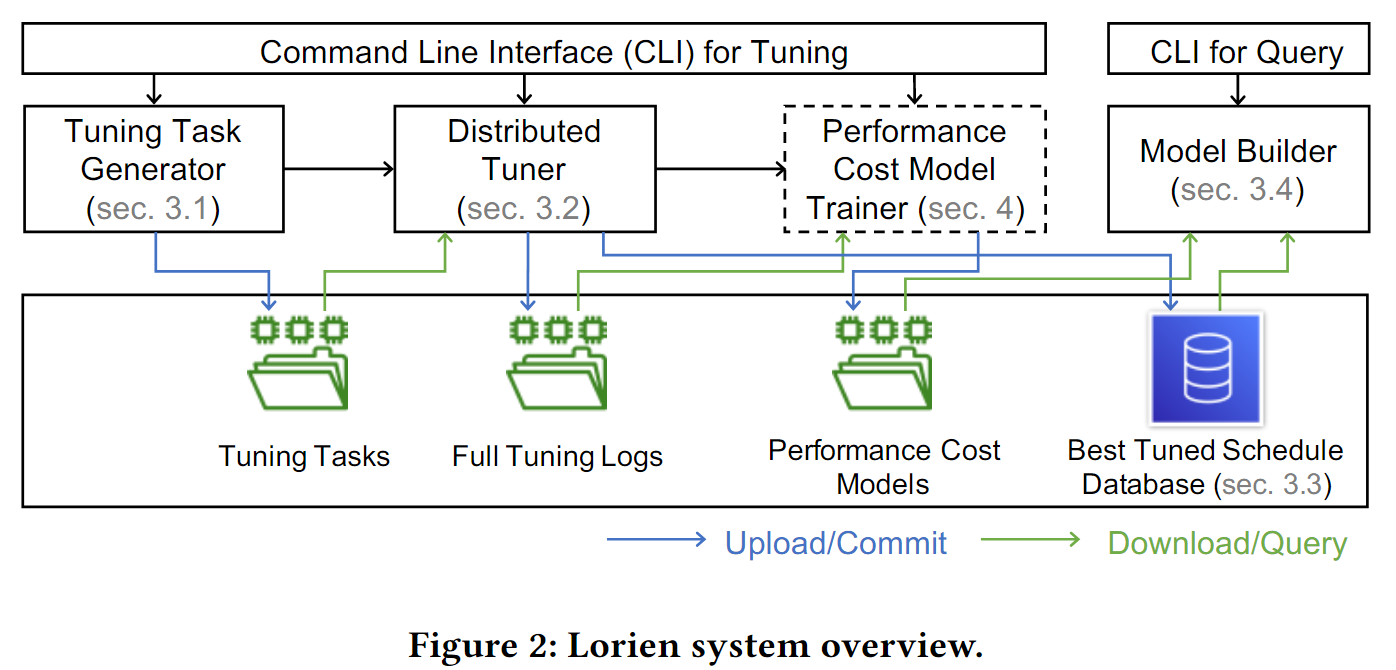 Command Line Interface (CLI) for Tuning
CLI for Query
Tuning Task
Generator
(sec. 3.1)
Distributed
Tuner
(sec. 3.2)
Performance
Cost Model
Trainer (sec. 4)
Model Builder
(sec. 3.4)
Tuning Tasks
Full Tuning Logs
Performance Cost
Models
Best Tuned Schedule
Database (sec. 3.3)
Upload/Commit
Download/Query
Figure 2: Lorien system overview.